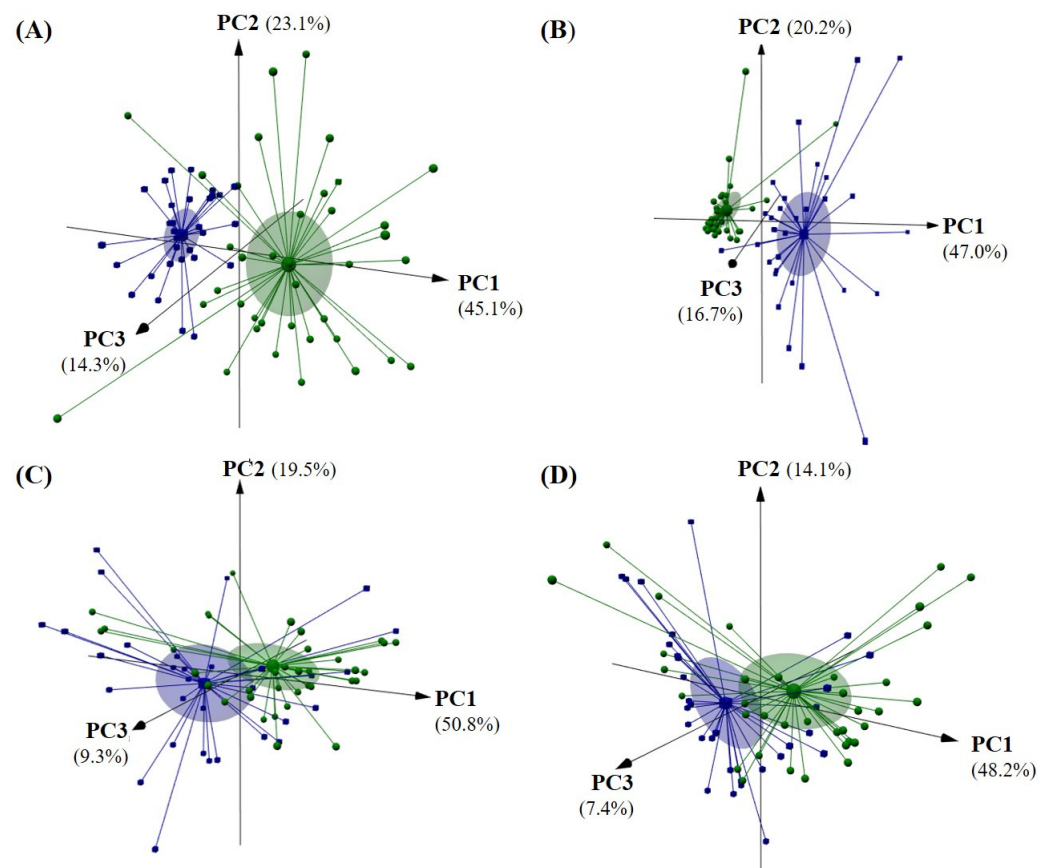 (A)
PC2 (23.1%)
PC1
(45.1%)
PC3
(14.3%)
(B)
PC2 (20.2%)
PC1
(47.0%)
PC3
(16.7%)
(C)
PC2 (19.5%)
PC1
(50.8%)
PC3
(9.3%)
(D)
PC2 (14.1%)
PC1
(48.2%)
PC3
(7.4%)